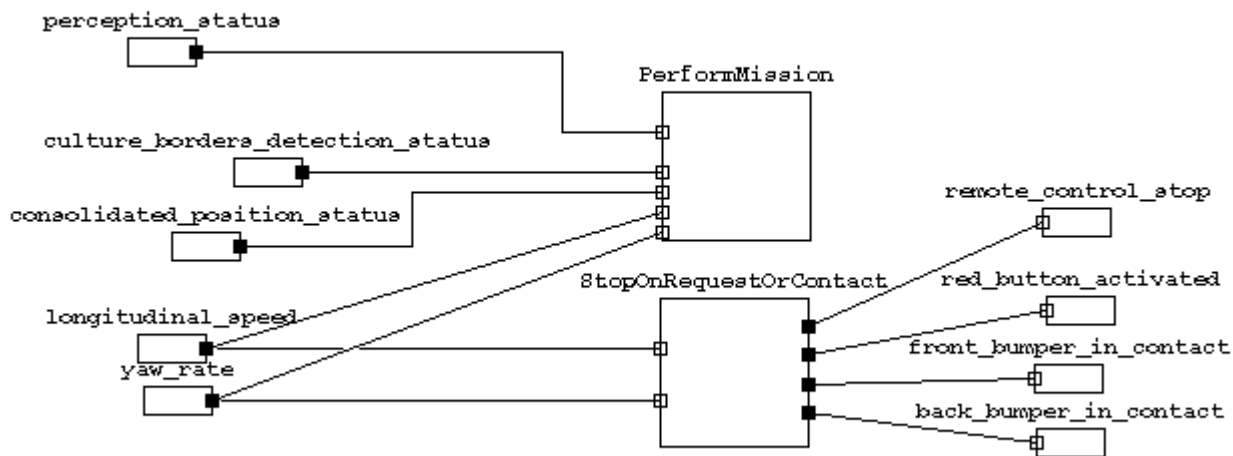 perception_status
PerformMission
culture_borders_detection_status
remote_control_stop
consolidated_position_status
StopOnRequestOrContact
red_button_activated
longitudinal_speed
front_bumper_in_contact
yaw_rate
back_bumper_in_contact